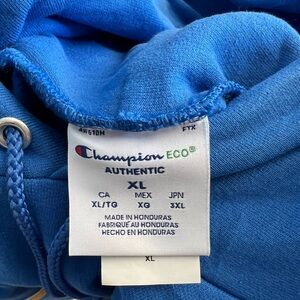 FTX
Champion ECO®
AUTHENTIC
XL
CA MEX JPN
XL/TG XG 3XL
MADE IN HONDURAS
FABRIQUÉ AU HONDURAS
HECHO EN HONDURAS
XL